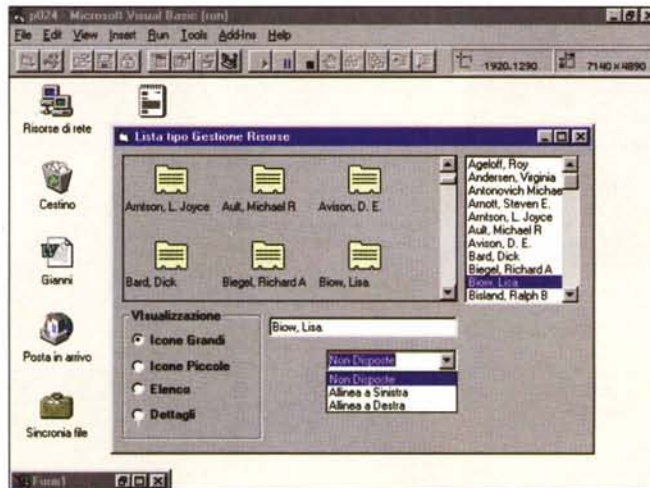 p024 - Microsoft Visual Basic [run]
File Edit View Insert Run Tools Add-Ins Help
1920,1290
7140 × 4890
Risorse di rete
Cestino
Gianni
Posta in arrivo
Sincronia file
Lista tipo Gestione Risorse
Arntson, L. Joyce
Ault, Michael R
Avison, D. E.
Bard, Dick
Biegel, Richard A
Biow, Lisa
Ageloff, Roy
Andersen, Virginia
Antonovich Michae
Arnott, Steven E.
Arntson, L. Joyce
Ault, Michael R
Avison, D. E.
Bard, Dick
Biegel, Richard A
Biow, Lisa
Bisland, Ralph B
VIsualizzazione
Icone Grandi
Icone Piccole
Elenco
Dettagli
Biow, Lisa
Non Disposte
Non Disposte
Allinea a Sinistra
Allinea a Destra
Form1